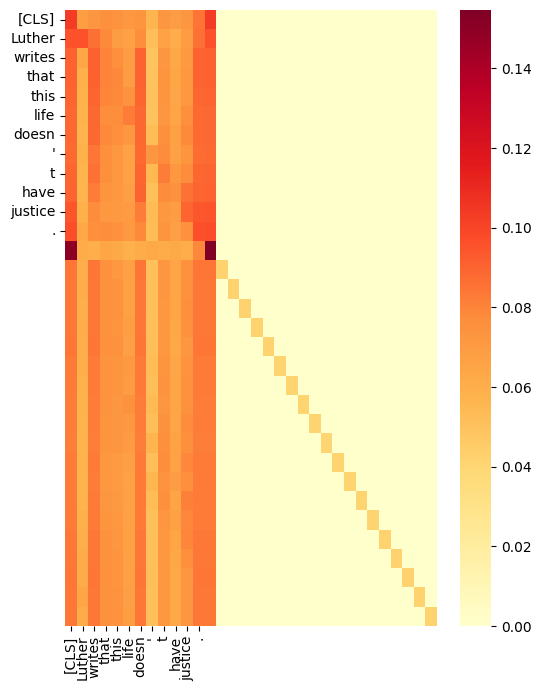 [CLS]
Luther
writes
that
this
life
doesn
'
t
have
justice
.
0.14
0.12
0.10
0.08
0.06
0.04
0.02
0.00
[CLS]
Luther
writes
that
this
life
doesn
'
t
have
justice
.